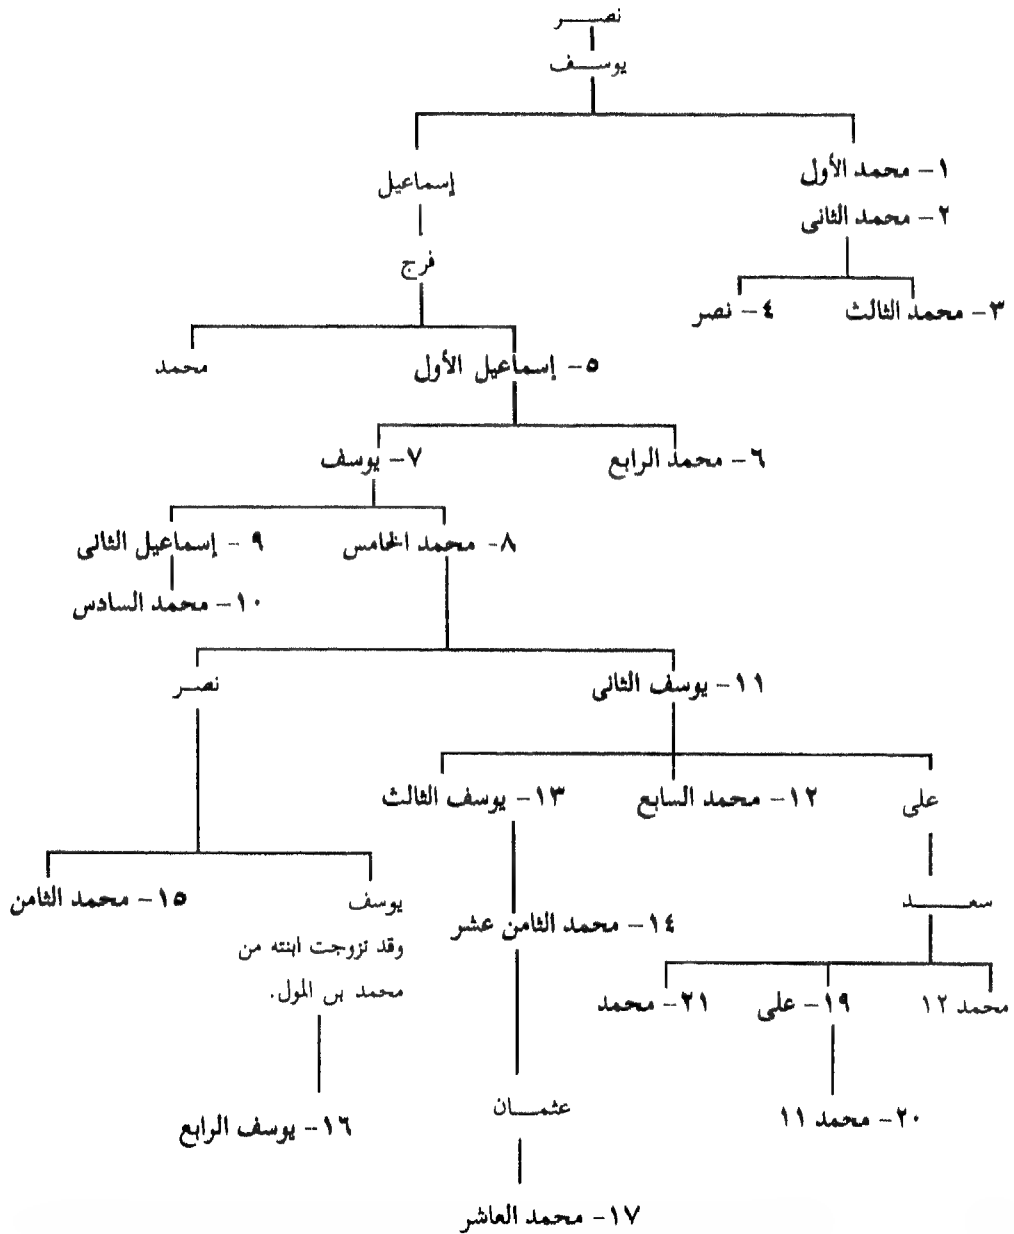 نصر
يوسف
١- محمد الأول
إسماعيل
٢- محمد الثانى
فرج
٣- محمد الثالث
٤- نصر
٥- إسماعيل الأول
محمد
٦- محمد الرابع
٧- يوسف
٨- محمد الخامس
٩- إسماعيل الثانى
١٠- محمد السادس
١١- يوسف الثانى
نصر
على
١٢- محمد السابع
١٣- يوسف الثالث
سعد
١٤- محمد الثامن عشر
يوسف
١٥- محمد الثامن
وقد تزوجت ابنته من
محمد بن المول.
محمد ١٢
١٩- على
٢١- محمد
عثمان
٢٠- محمد ١١
١٦- يوسف الرابع
١٧- محمد العاشر